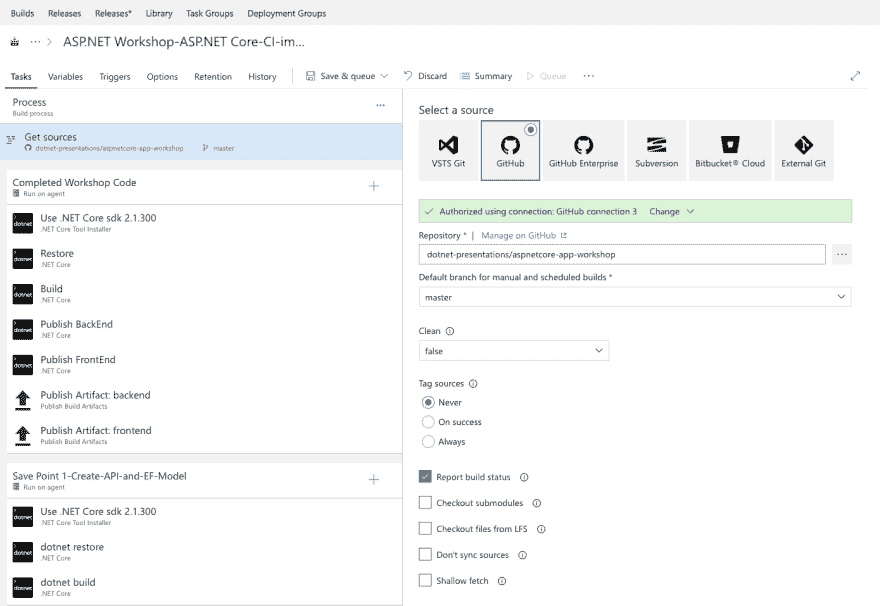 Builds Releases Releases* Library Task Groups Deployment Groups
ASP.NET Workshop-ASP.NET Core-CI-im...
Tasks Variables Triggers Options Retention History Save & queue Discard Summary Queue ...
Process
Build process
Get sources
dotnet-presentations/aspnetcore-app-workshop master
Completed Workshop Code
Run on agent
Use .NET Core sdk 2.1.300
.NET Core Tool Installer
Restore
.NET Core
Build
.NET Core
Publish BackEnd
.NET Core
Publish FrontEnd
.NET Core
Publish Artifact: backend
Publish Build Artifacts
Publish Artifact: frontend
Publish Build Artifacts
Save Point 1-Create-API-and-EF-Model
Run on agent
Use .NET Core sdk 2.1.300
.NET Core Tool Installer
dotnet restore
.NET Core
dotnet build
.NET Core
Select a source
VSTS Git GitHub GitHub Enterprise Subversion Bitbucket® Cloud External Git
Authorized using connection: GitHub connection 3 Change
Repository * | Manage on GitHub
dotnet-presentations/aspnetcore-app-workshop
Default branch for manual and scheduled builds *
master
Clean
false
Tag sources
Never
On success
Always
Report build status
Checkout submodules
Checkout files from LFS
Don't sync sources
Shallow fetch